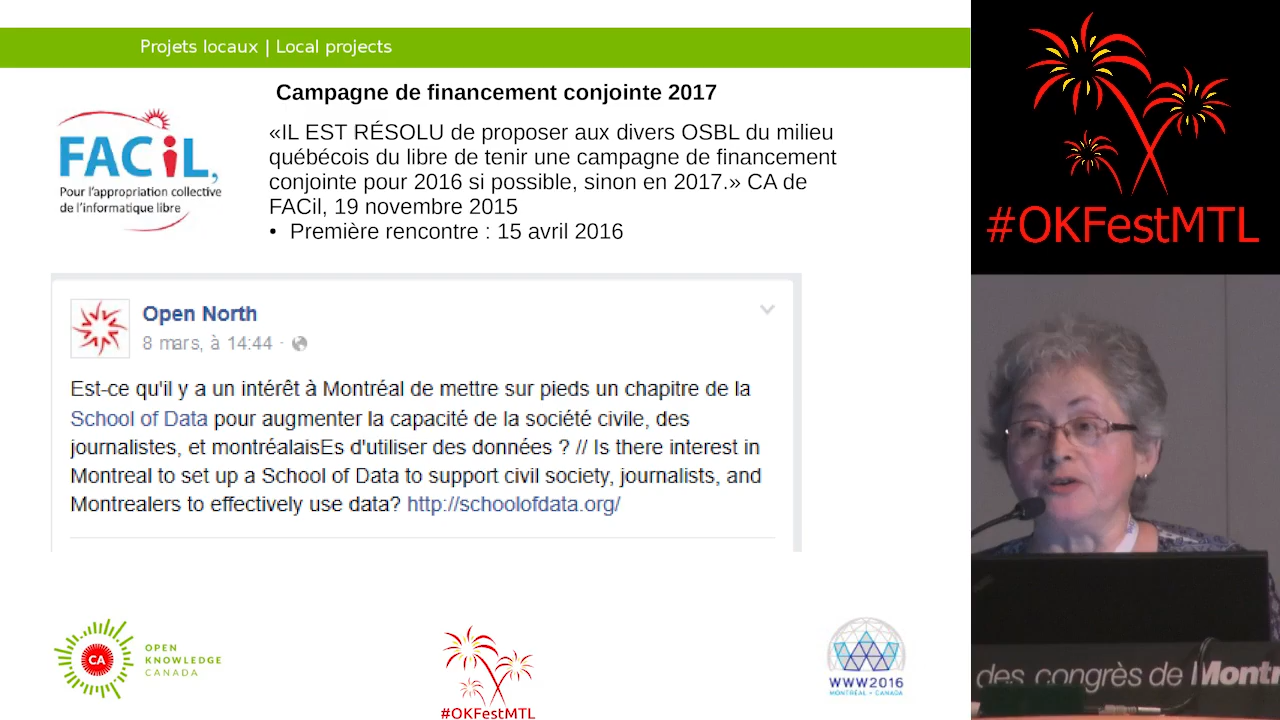 Projets locaux | Local projects
Campagne de financement conjointe 2017
FACiL,
Pour l'appropriation collective
de l'informatique libre
«IL EST RÉSOLU de proposer aux divers OSBL du milieu
québécois du libre de tenir une campagne de financement
conjointe pour 2016 si possible, sinon en 2017.» CA de
FACil, 19 novembre 2015
• Première rencontre : 15 avril 2016
Open North
8 mars, à 14:44 ·
Est-ce qu'il y a un intérêt à Montréal de mettre sur pieds un chapitre de la
School of Data pour augmenter la capacité de la société civile, des
journalistes, et montréalaisEs d'utiliser des données ? // Is there interest in
Montreal to set up a School of Data to support civil society, journalists, and
Montrealers to effectively use data? http://schoolofdata.org/
CA
OPEN
KNOWLEDGE
CANADA
#OKFestMTL
WWW2016
MONTRÉAL • CANADA
#OKFestMTL
des congrès de Montr